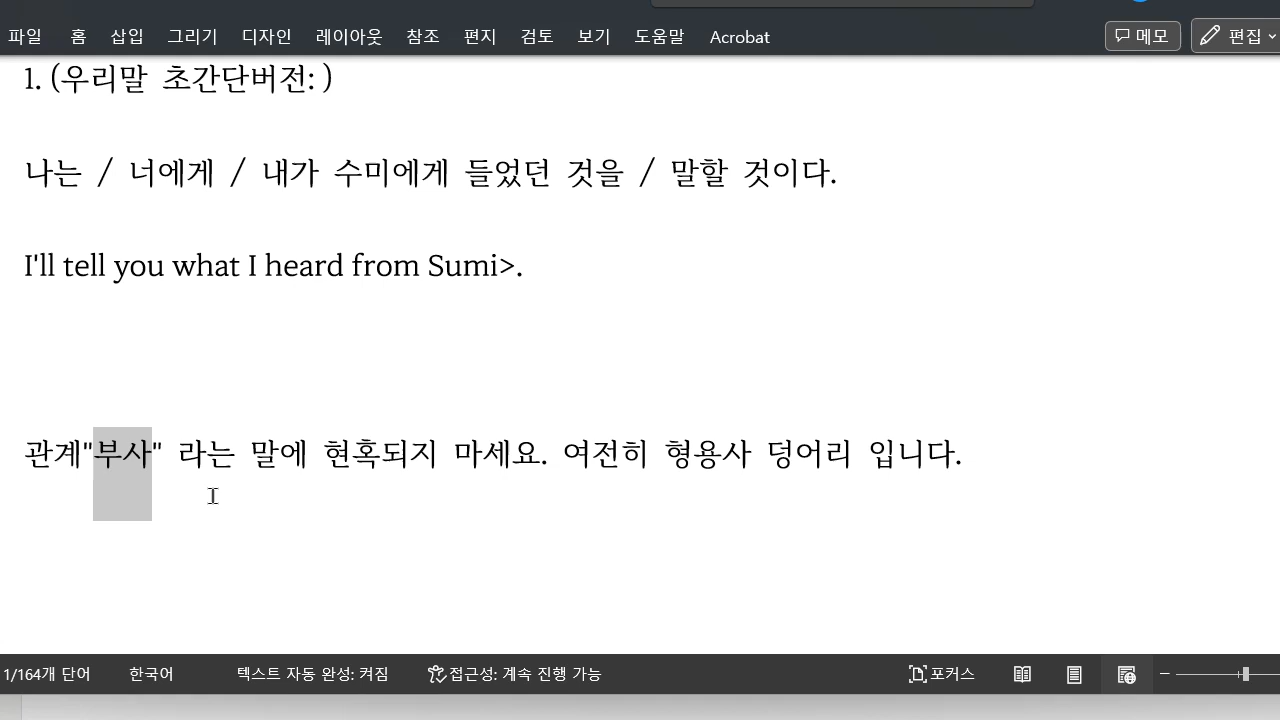 파일 홈 삽입 그리기 디자인 레이아웃 참조 편지 검토 보기 도움말 Acrobat 메모 편집
1. (우리말 초간단버전: )
나는 / 너에게 / 내가 수미에게 들었던 것을 / 말할 것이다.
I'll tell you what I heard from Sumi>.
관계"부사" 라는 말에 현혹되지 마세요. 여전히 형용사 덩어리 입니다.
1/164개 단어 한국어 텍스트 자동 완성: 켜짐 접근성: 계속 진행 가능 포커스